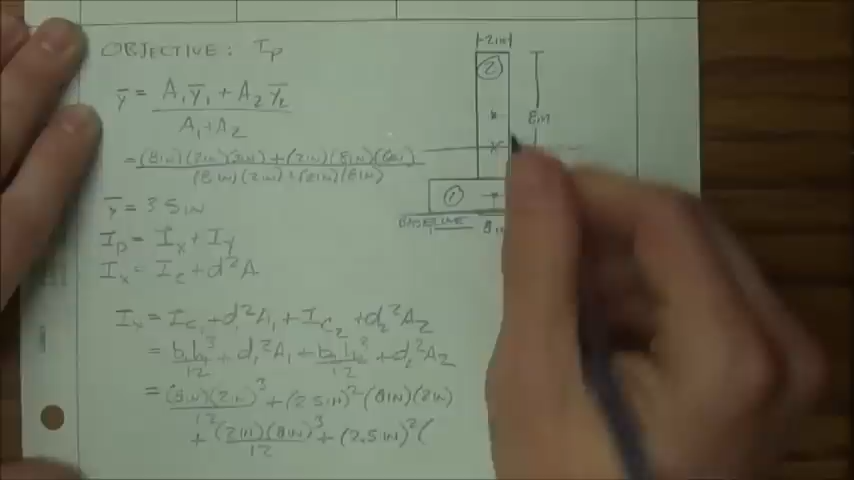 OBJECTIVE: Ip
2in
2
ȳ = A₁ȳ₁ + A₂ȳ₂
A₁ + A₂
8in
= (8in)(2in)(1in) + (2in)(8in)(6in)
(8in)(2in) + (2in)(8in)
ȳ = 3.5in
1
BASELINE
Ip = Ix + Iy
Ix = Ic + d²A
Ix = Ic₁ + d₁²A₁ + Ic₂ + d₂²A₂
= b₁h₁³/12 + d₁²A₁ + b₂h₂³/12 + d₂²A₂
= (8in)(2in)³/12 + (2.5in)²(8in)(2in)
+ (2in)(8in)³/12 + (2.5in)²(